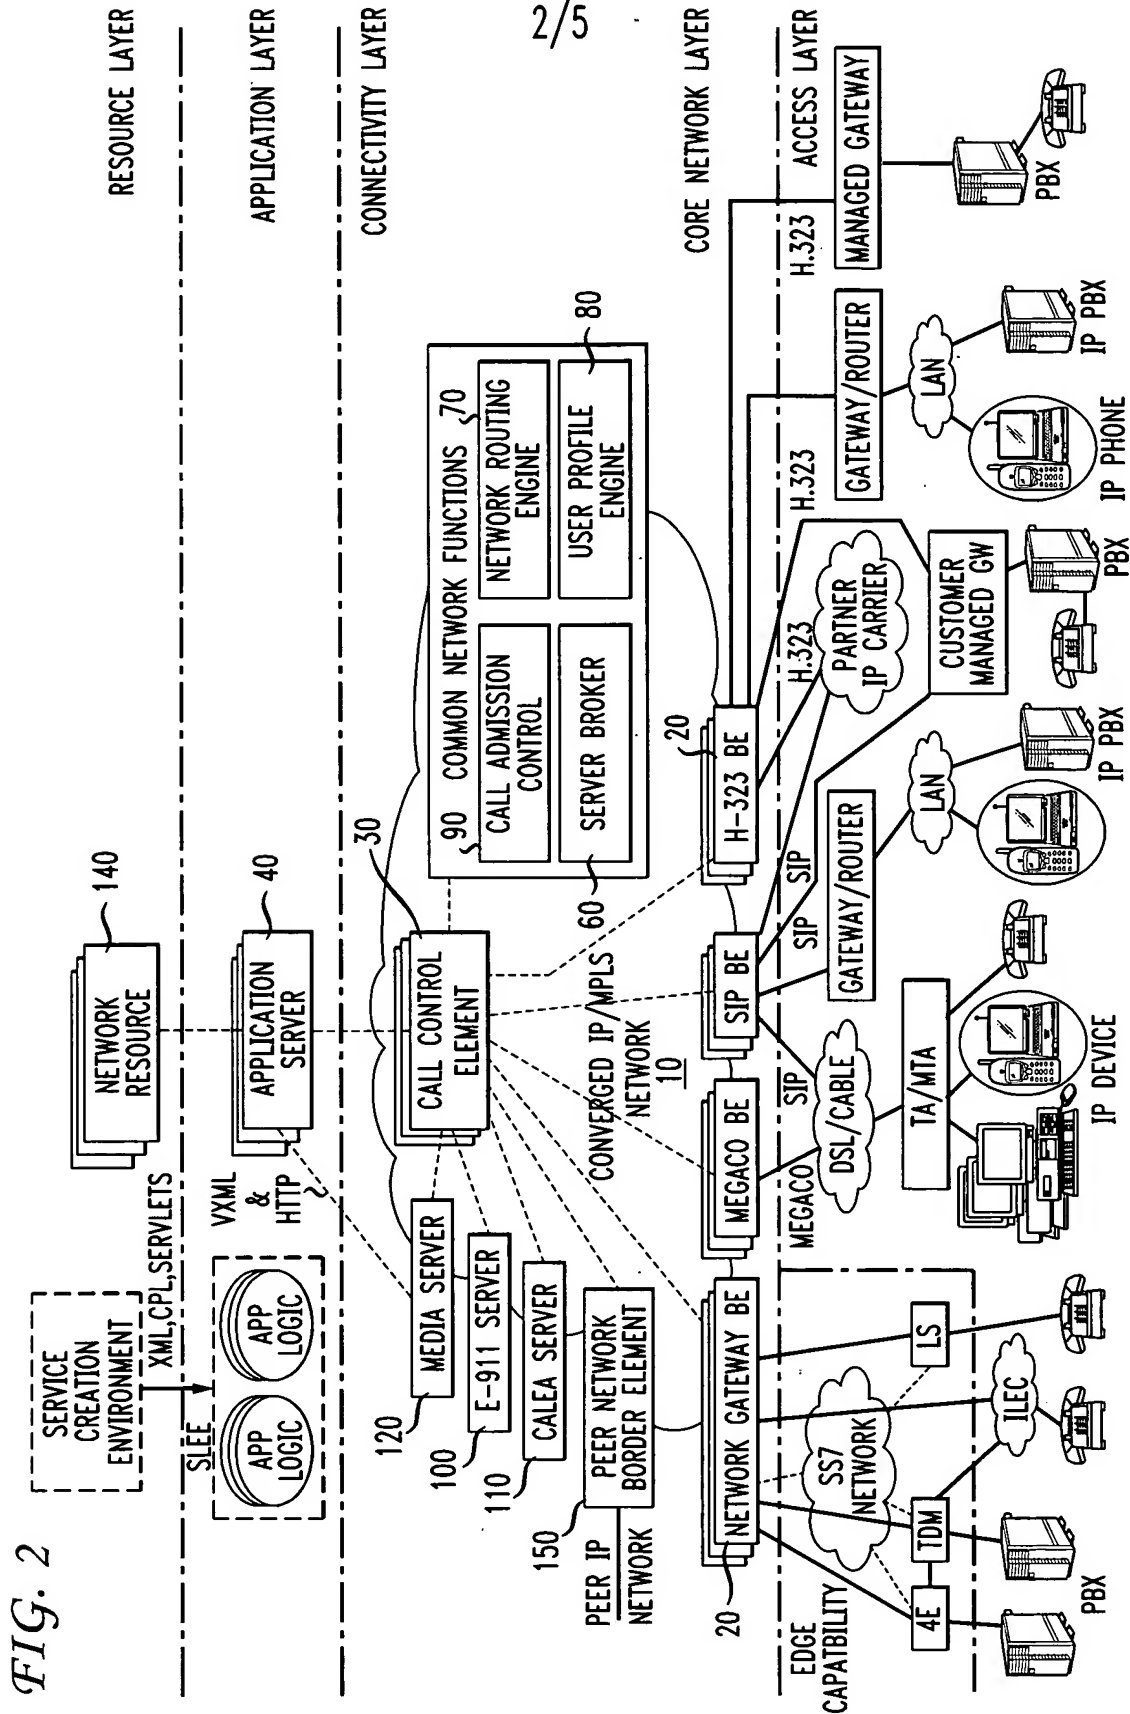 2/5
FIG. 2
RESOURCE LAYER
SERVICE
CREATION
ENVIRONMENT
NETWORK
RESOURCE
140
XML,CPL,SERVLETS
APPLICATION LAYER
SLEE
APP
LOGIC
APP
LOGIC
VXML
&
HTTP
APPLICATION
SERVER
40
CONNECTIVITY LAYER
120
MEDIA SERVER
100
E-911 SERVER
110
CALEA SERVER
150
PEER NETWORK
BORDER ELEMENT
PEER IP
NETWORK
CALL CONTROL
ELEMENT
30
90
COMMON NETWORK FUNCTIONS
70
CALL ADMISSION
CONTROL
NETWORK ROUTING
ENGINE
60
SERVER BROKER
USER PROFILE
ENGINE
80
CONVERGED IP/MPLS
NETWORK
10
CORE NETWORK LAYER
20
NETWORK GATEWAY BE
MEGACO BE
SIP BE
H-323 BE
20
ACCESS LAYER
EDGE
CAPATBILITY
SS7
NETWORK
4E
TDM
LS
ILEC
PBX
MEGACO
SIP
SIP
SIP
H.323
H.323
H.323
DSL/CABLE
TA/MTA
IP DEVICE
GATEWAY/ROUTER
LAN
IP PBX
PARTNER
IP CARRIER
CUSTOMER
MANAGED GW
PBX
GATEWAY/ROUTER
LAN
IP PHONE
IP PBX
MANAGED GATEWAY
PBX